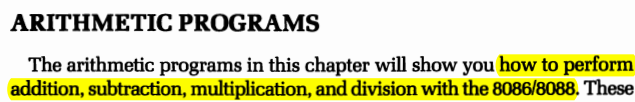 ARITHMETIC PROGRAMS
The arithmetic programs in this chapter will show you how to perform
addition, subtraction, multiplication, and division with the 8086/8088. These